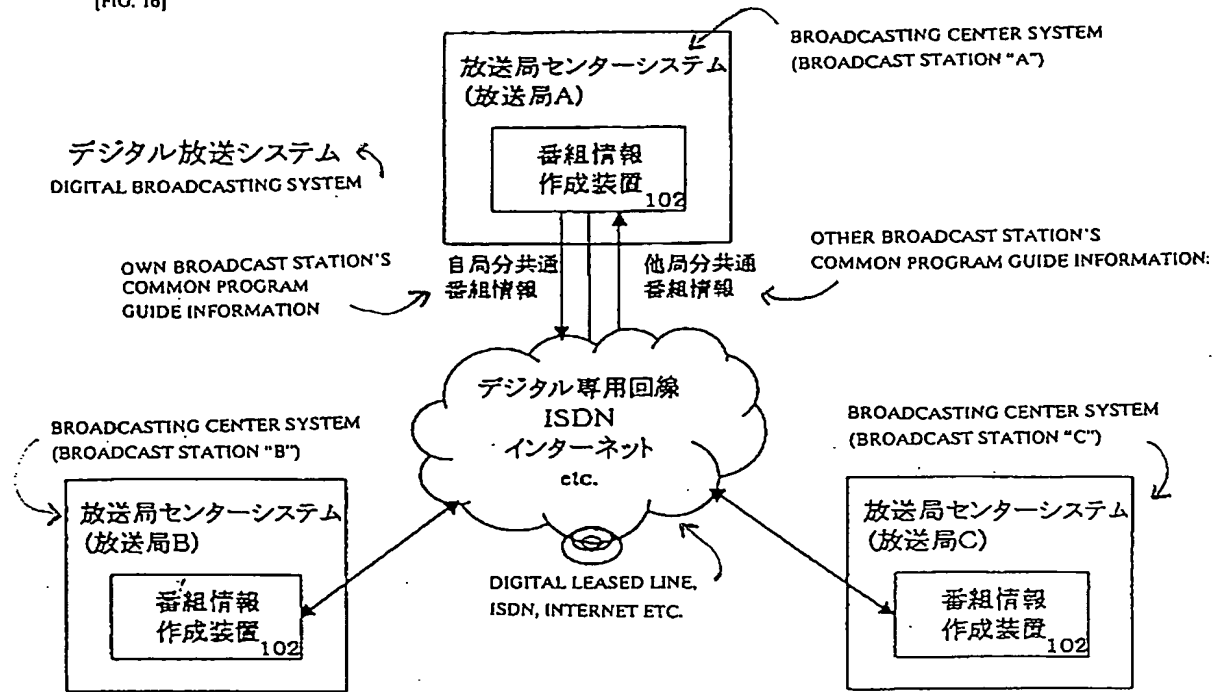 [FIG. 16]
BROADCASTING CENTER SYSTEM
(BROADCAST STATION "A")
放送局センターシステム
(放送局A)
番組情報
作成装置
102
デジタル放送システム
DIGITAL BROADCASTING SYSTEM
OWN BROADCAST STATION'S
COMMON PROGRAM
GUIDE INFORMATION
自局分共通
番組情報
他局分共通
番組情報
OTHER BROADCAST STATION'S
COMMON PROGRAM GUIDE INFORMATION:
デジタル専用回線
ISDN
インターネット
etc.
BROADCASTING CENTER SYSTEM
(BROADCAST STATION "B")
放送局センターシステム
(放送局B)
番組情報
作成装置
102
DIGITAL LEASED LINE,
ISDN, INTERNET ETC.
BROADCASTING CENTER SYSTEM
(BROADCAST STATION "C")
放送局センターシステム
(放送局C)
番組情報
作成装置
102